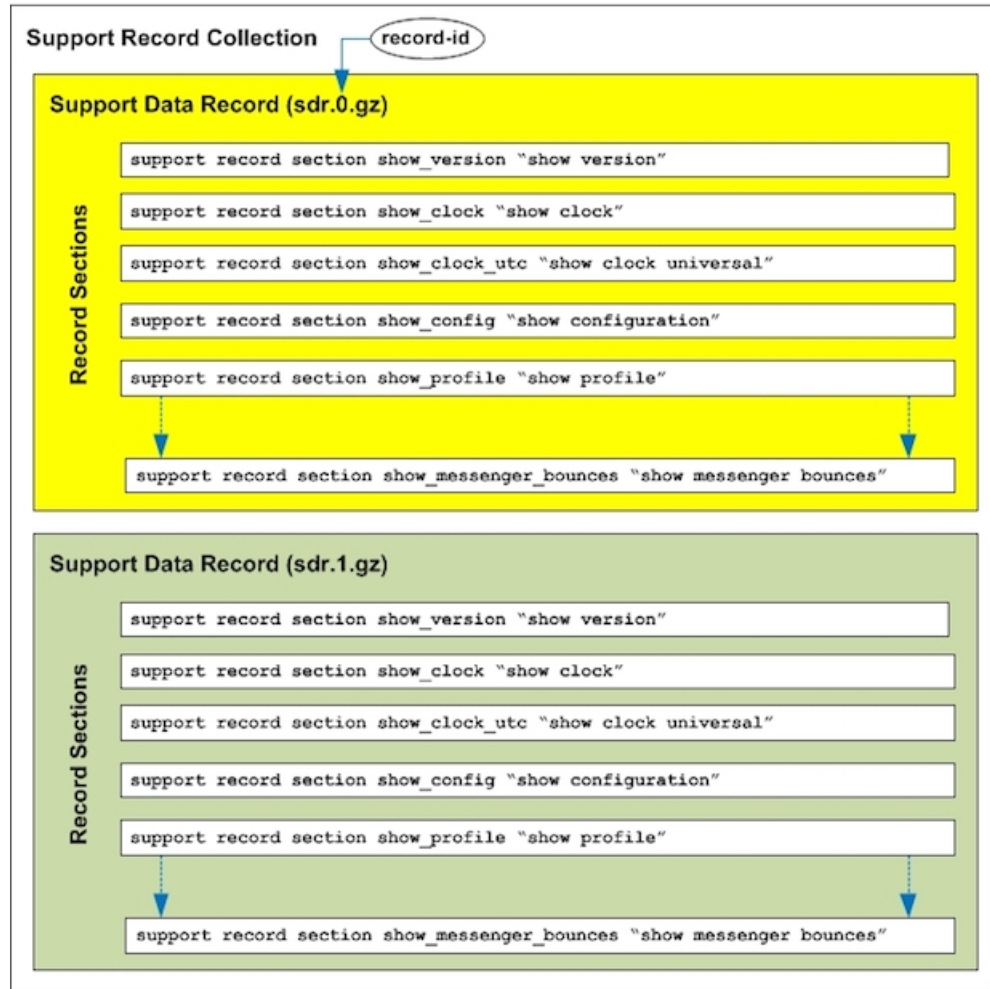 Support Record Collection
record-id
Support Data Record (sdr.0.gz)
Record Sections
support record section show_version “show version”
support record section show_clock “show clock”
support record section show_clock_utc “show clock universal”
support record section show_config “show configuration”
support record section show_profile “show profile”
support record section show_messenger_bounces “show messenger bounces”
Support Data Record (sdr.1.gz)
Record Sections
support record section show_version “show version”
support record section show_clock “show clock”
support record section show_clock_utc “show clock universal”
support record section show_config “show configuration”
support record section show_profile “show profile”
support record section show_messenger_bounces “show messenger bounces”